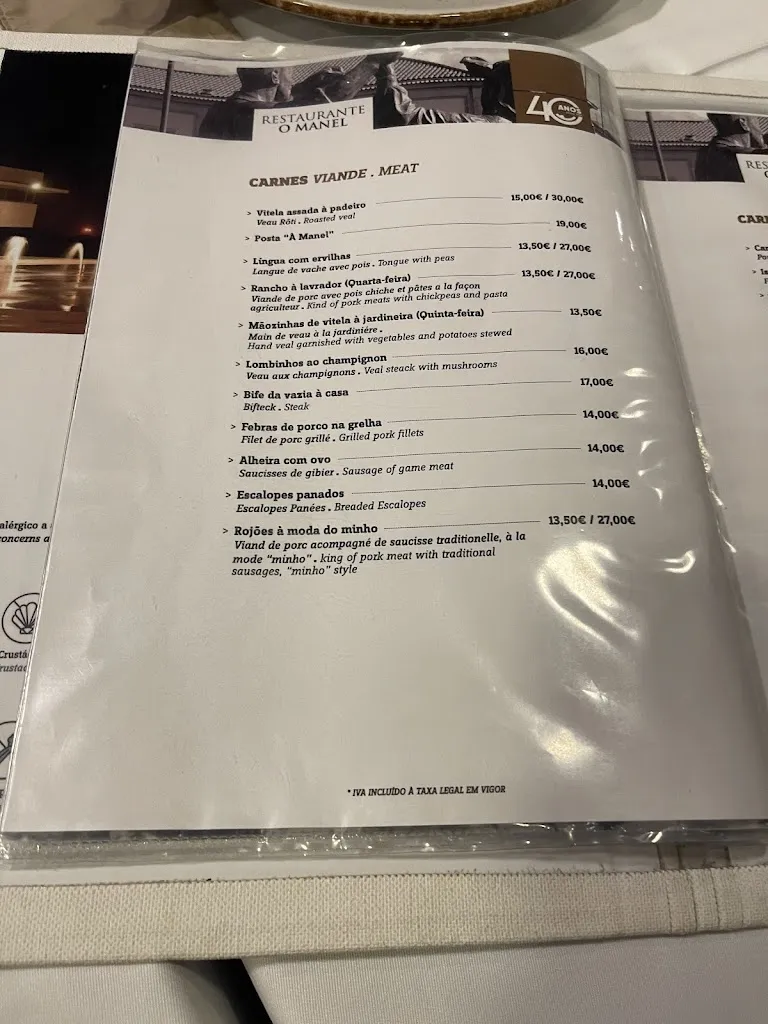 RESTAURANTE
O MANEL
40 ANOS
CARNES VIANDE . MEAT
> Vitela assada à padeiro 15,00€ / 30,00€
Veau Rôti . Roasted veal
> Posta "À Manel" 19,00€
> Língua com ervilhas 13,50€ / 27,00€
Langue de vache avec pois . Tongue with peas
> Rancho à lavrador (Quarta-feira) 13,50€ / 27,00€
Viande de porc avec pois chiche et pâtes a la façon
agriculteur . Kind of pork meats with chickpeas and pasta
> Mãozinhas de vitela à jardineira (Quinta-feira) 13,50€
Main de veau à la jardinière .
Hand veal garnished with vegetables and potatoes stewed
> Lombinhos ao champignon 16,00€
Veau aux champignons . Veal steack with mushrooms
> Bife da vazia à casa 17,00€
Bifteck . Steak
> Febras de porco na grelha 14,00€
Filet de porc grillé . Grilled pork fillets
> Alheira com ovo 14,00€
Saucisses de gibier . Sausage of game meat
> Escalopes panados 14,00€
Escalopes Panées . Breaded Escalopes
> Rojões à moda do minho 13,50€ / 27,00€
Viand de porc acompagné de saucisse traditionelle, à la
mode "minho" . king of pork meat with traditional
sausages, "minho" style
* IVA INCLUÍDO À TAXA LEGAL EM VIGOR
alérgico a
concerns a